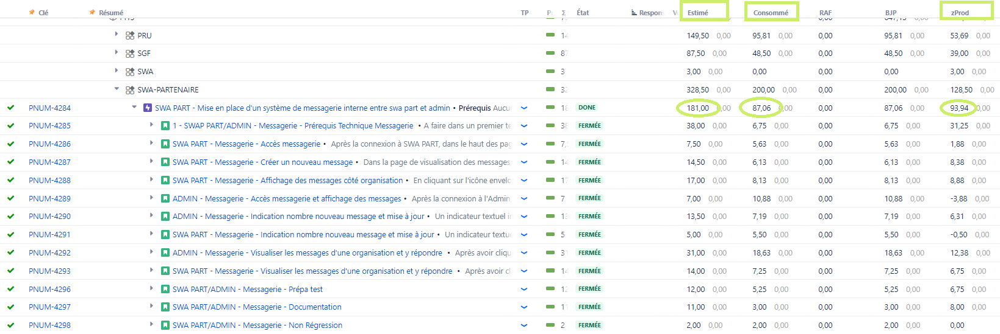 Clé Résumé TP État Respons Estimé Consommé RAF BJP zProd
PRU 149,50 0,00 95,81 0,00 0,00 95,81 0,00 53,69 0,00
SGF 87,50 0,00 48,50 0,00 0,00 48,50 0,00 39,00 0,00
SWA 3 3,00 0,00 0,00 0,00 0,00 0,00 3,00 0,00
SWA-PARTENAIRE 328,50 0,00 200,00 0,00 0,00 200,00 0,00 128,50 0,00
PNUM-4284 SWA PART - Mise en place d'un système de messagerie interne entre swa part et admin • Prérequis Aucu DONE 181,00 0,00 87,06 0,00 0,00 87,06 0,00 93,94 0,00
PNUM-4285 1 - SWAP PART/ADMIN - Messagerie - Prérequis Technique Messagerie • A faire dans un premier te FERMÉE 38,00 0,00 6,75 0,00 0,00 6,75 0,00 31,25 0,00
PNUM-4286 SWA PART - Messagerie - Accès messagerie • Après la connexion à SWA PART, dans le haut des pag FERMÉE 7,50 0,00 5,63 0,00 0,00 5,63 0,00 1,88 0,00
PNUM-4287 SWA PART - Messagerie - Créer un nouveau message • Dans la page de visualisation des messages, FERMÉE 14,50 0,00 6,13 0,00 0,00 6,13 0,00 8,38 0,00
PNUM-4288 SWA PART - Messagerie - Affichage des messages côté organisation • En cliquant sur l'icône envelo FERMÉE 17,00 0,00 8,13 0,00 0,00 8,13 0,00 8,88 0,00
PNUM-4289 ADMIN - Messagerie - Accès messagerie et affichage des messages • Après la connexion à l'Admin, 7 FERMÉE 7,00 0,00 10,88 0,00 0,00 10,88 0,00 -3,88 0,00
PNUM-4290 ADMIN - Messagerie - Indication nombre nouveau message et mise à jour • Un indicateur textuel i FERMÉE 13,50 0,00 7,19 0,00 0,00 7,19 0,00 6,31 0,00
PNUM-4291 SWA PART - Messagerie - Indication nombre nouveau message et mise à jour • Un indicateur textue 5 FERMÉE 5,00 0,00 5,50 0,00 0,00 5,50 0,00 -0,50 0,00
PNUM-4292 ADMIN - Messagerie - Visualiser les messages d'une organisation et y répondre • Après avoir clique FERMÉE 31,00 0,00 18,63 0,00 0,00 18,63 0,00 12,38 0,00
PNUM-4293 SWA PART - Messagerie - Visualiser les messages d'une organisation et y répondre • Après avoir cli FERMÉE 14,00 0,00 7,25 0,00 0,00 7,25 0,00 6,75 0,00
PNUM-4296 SWA PART/ADMIN - Messagerie - Prépa test FERMÉE 12,00 0,00 5,25 0,00 0,00 5,25 0,00 6,75 0,00
PNUM-4297 SWA PART/ADMIN - Messagerie - Documentation FERMÉE 11,00 0,00 3,00 0,00 0,00 3,00 0,00 8,00 0,00
PNUM-4298 SWA PART/ADMIN - Messagerie - Non Régression 2 FERMÉE 2,00 0,00 2,00 0,00 0,00 2,00 0,00 0,00